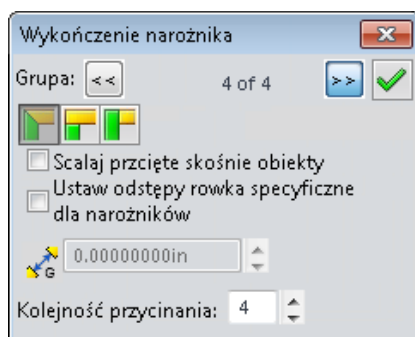 Wykończenie narożnika
Grupa: << 4 of 4 >>
Scalaj przcięte skośnie obiekty
Ustaw odstępy rowka specyficzne
dla narożników
G 0.00000000in
Kolejność przycinania: 4